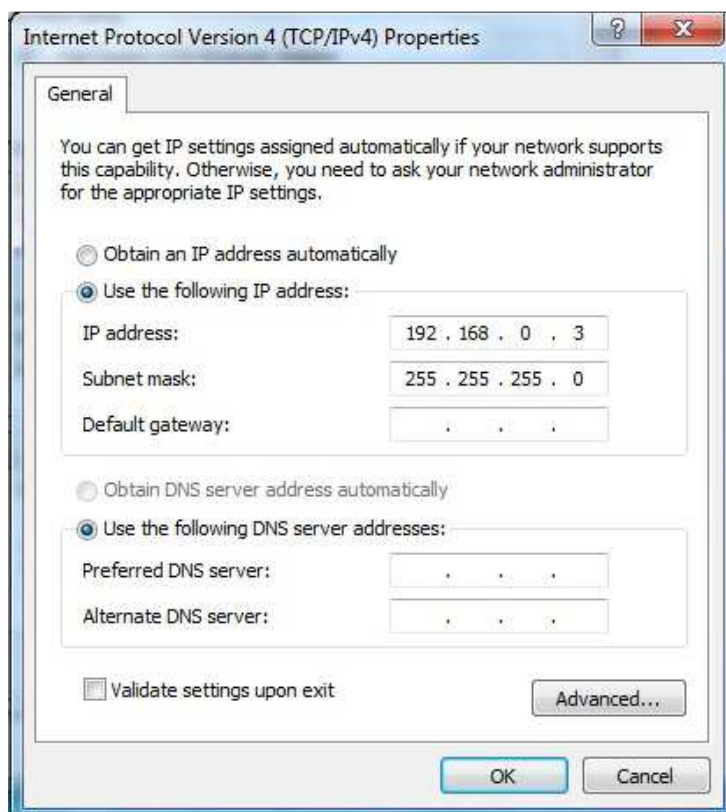 Internet Protocol Version 4 (TCP/IPv4) Properties
General
You can get IP settings assigned automatically if your network supports
this capability. Otherwise, you need to ask your network administrator
for the appropriate IP settings.
Obtain an IP address automatically
Use the following IP address:
IP address: 192 . 168 . 0 . 3
Subnet mask: 255 . 255 . 255 . 0
Default gateway: . . .
Obtain DNS server address automatically
Use the following DNS server addresses:
Preferred DNS server: . . .
Alternate DNS server: . . .
Validate settings upon exit
Advanced...
OK Cancel